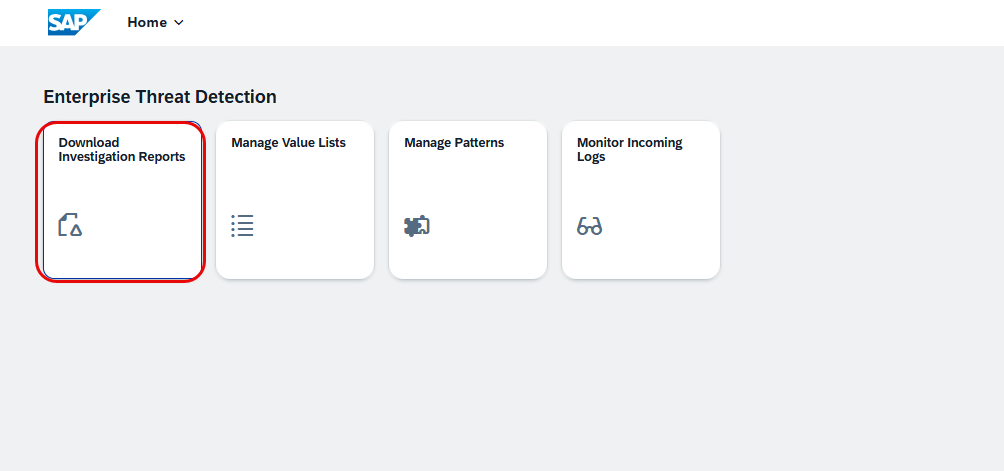 SAP
Home
Enterprise Threat Detection
Download
Investigation Reports
Manage Value Lists
Manage Patterns
Monitor Incoming
Logs